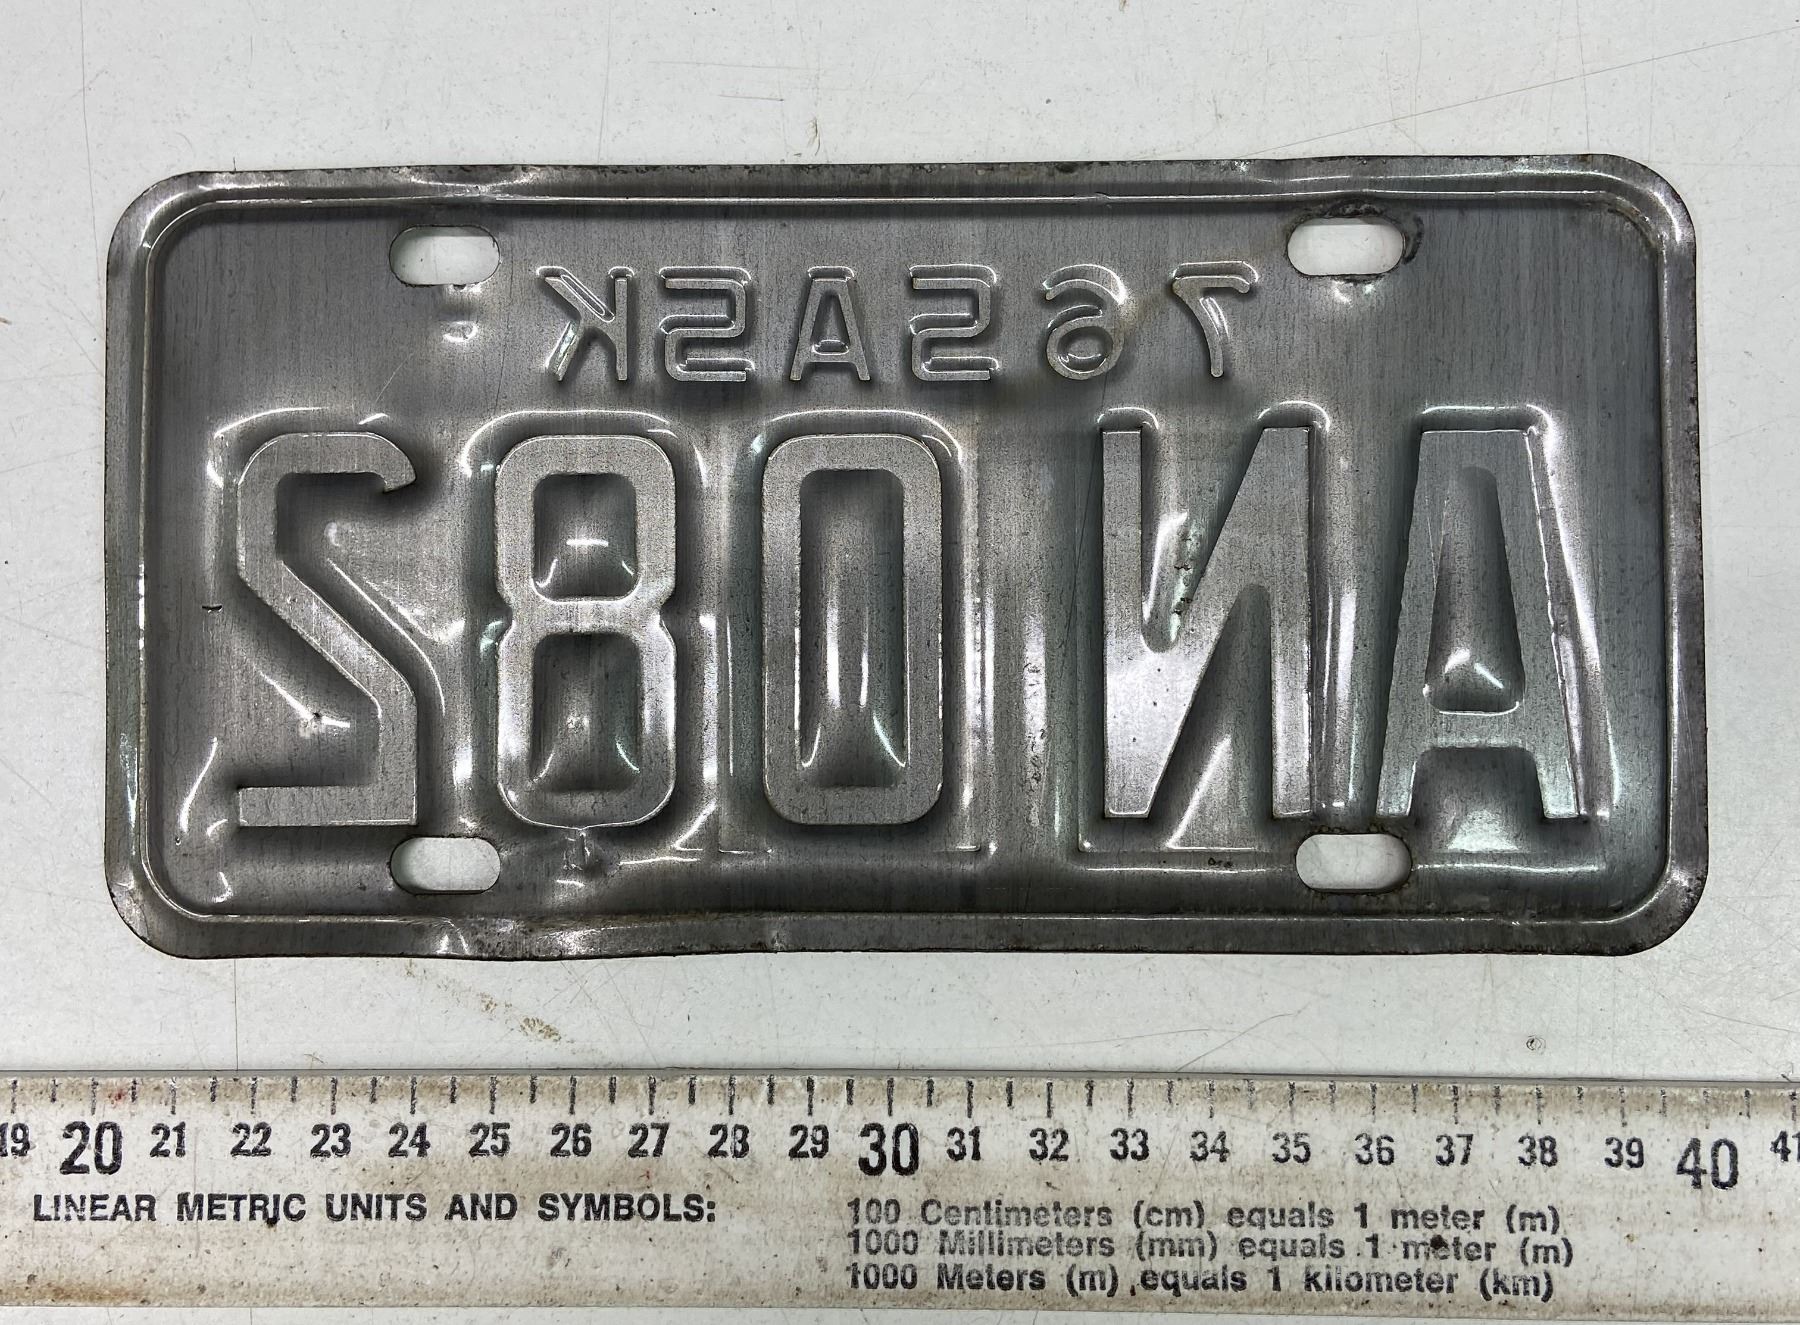 76 SASK
AN 082
19 20 21 22 23 24 25 26 27 28 29 30 31 32 33 34 35 36 37 38 39 40 41
LINEAR METRIC UNITS AND SYMBOLS:
100 Centimeters (cm) equals 1 meter (m)
1000 Millimeters (mm) equals 1 meter (m)
1000 Meters (m) equals 1 kilometer (km)